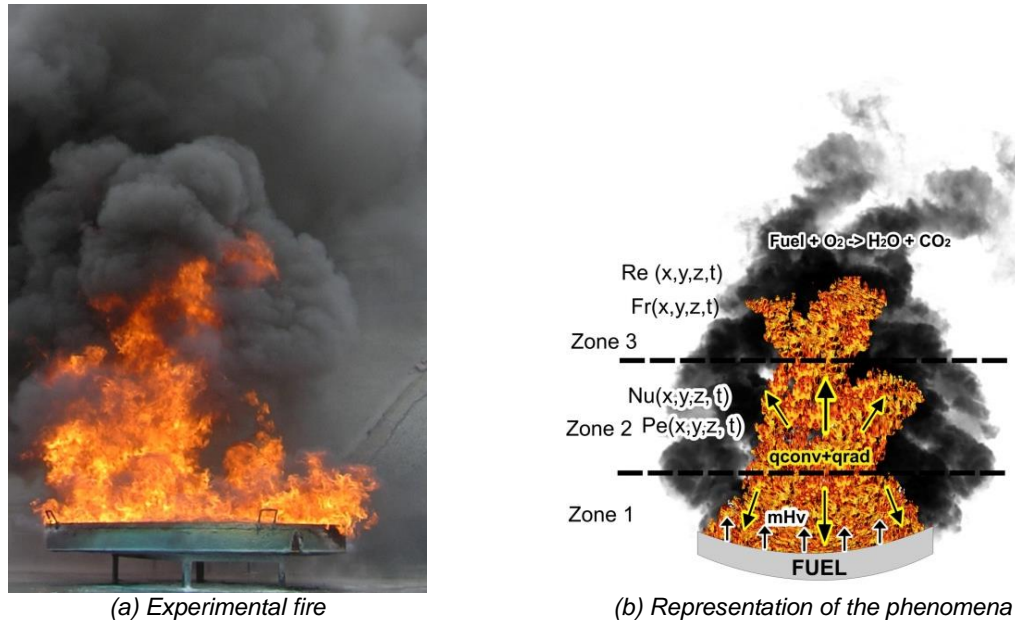 Fuel + O₂ -> H₂O + CO₂
Re (x,y,z,t)
Fr(x,y,z,t)
Zone 3
Nu(x,y,z, t)
Zone 2 Pe(x,y,z, t)
qconv+qrad
Zone 1
mHv
FUEL
(a) Experimental fire
(b) Representation of the phenomena